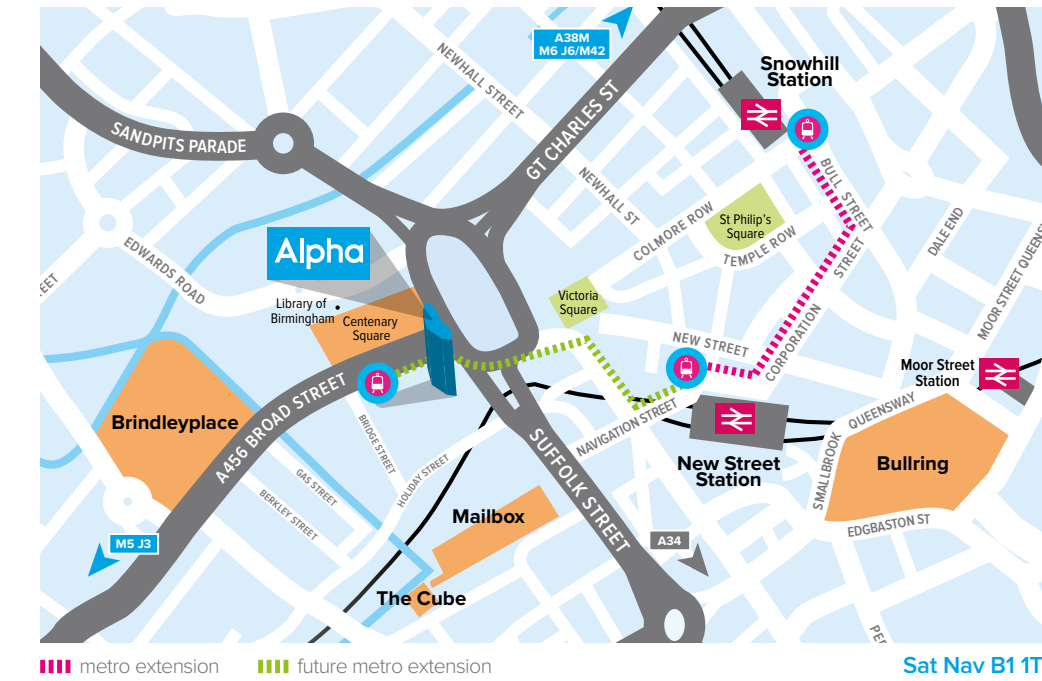 A38M
M6 J6/M42
Snowhill
Station
NEWHALL STREET
SANDPITS PARADE
GT CHARLES ST
BULL STREET
NEWHALL ST
COLMORE ROW
St Philip's
Square
TEMPLE ROW
DALE END
MOOR STREET QUEENS
EDWARDS ROAD
EET
Alpha
Library of
Birmingham
Centenary
Square
Victoria
Square
NEW STREET
CORPORATION STREET
Moor Street
Station
Brindleyplace
A456 BROAD STREET
BRIDGE STREET
NAVIGATION STREET
SMALLBROOK QUEENSWAY
HOLIDAY STREET
GAS STREET
BERKLEY STREET
SUFFOLK STREET
New Street
Station
Bullring
EDGBASTON ST
Mailbox
M5 J3
A34
The Cube
PE
metro extension
future metro extension
Sat Nav B1 1T